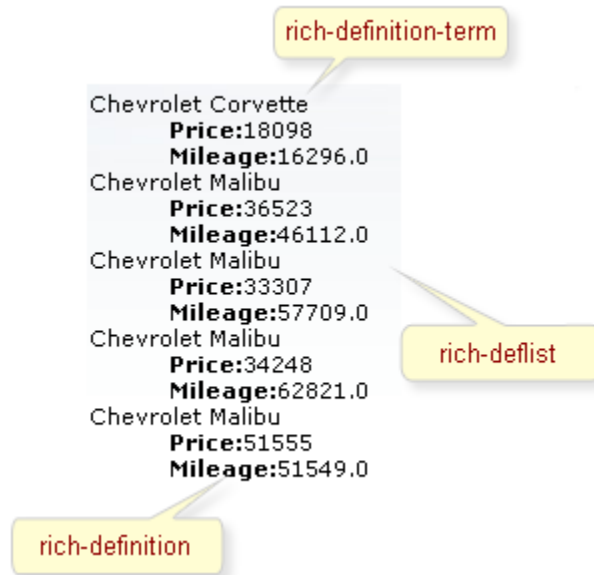 rich-definition-term
Chevrolet Corvette
Price:18098
Mileage:16296.0
Chevrolet Malibu
Price:36523
Mileage:46112.0
Chevrolet Malibu
Price:33307
Mileage:57709.0
Chevrolet Malibu
Price:34248
Mileage:62821.0
Chevrolet Malibu
Price:51555
Mileage:51549.0
rich-deflist
rich-definition